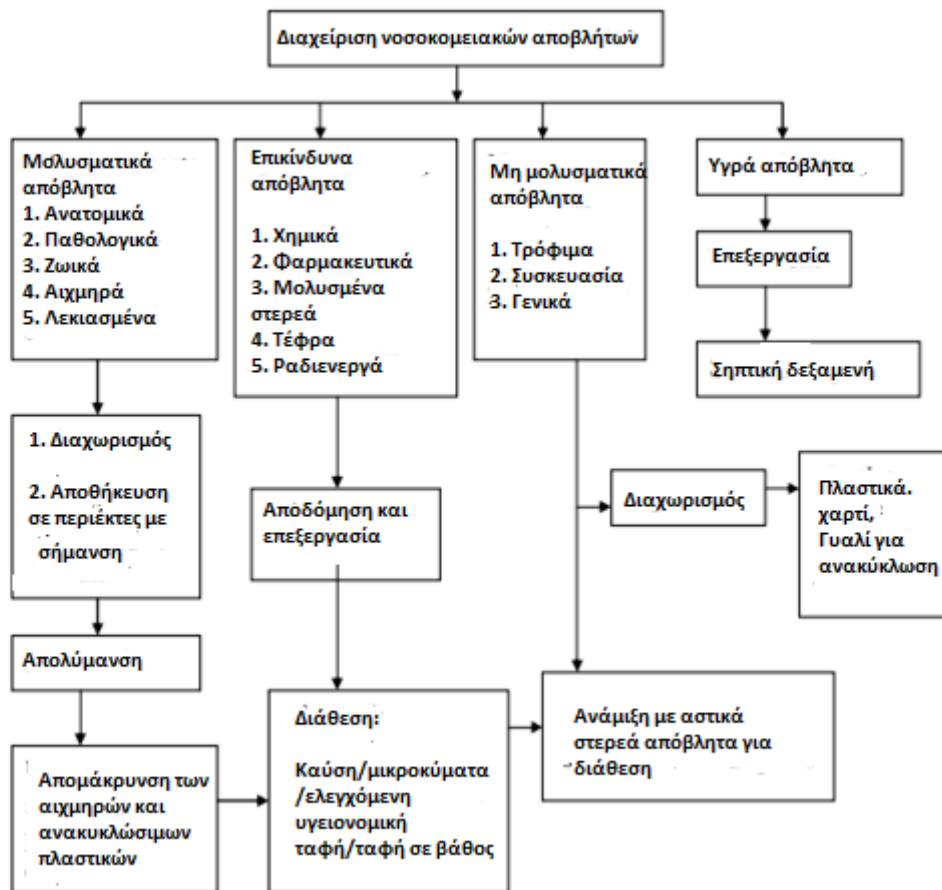 Διαχείριση νοσοκομειακών αποβλήτων
Μολυσματικά
απόβλητα
1. Ανατομικά
2. Παθολογικά
3. Ζωικά
4. Αιχμηρά
5. Λεκιασμένα
Επικίνδυνα
απόβλητα
1. Χημικά
2. Φαρμακευτικά
3. Μολυσμένα
στερεά
4. Τέφρα
5. Ραδιενεργά
Μη μολυσματικά
απόβλητα
1. Τρόφιμα
2. Συσκευασία
3. Γενικά
Υγρά απόβλητα
Επεξεργασία
Σηπτική δεξαμενή
1. Διαχωρισμός
2. Αποθήκευση
σε περιέκτες με
σήμανση
Αποδόμηση και
επεξεργασία
Διαχωρισμός
Πλαστικά.
χαρτί,
Γυαλί για
ανακύκλωση
Απολύμανση
Απομάκρυνση των
αιχμηρών και
ανακυκλώσιμων
πλαστικών
Διάθεση:
Καύση/μικροκύματα
/ελεγχόμενη
υγειονομική
ταφή/ταφή σε βάθος
Ανάμιξη με αστικά
στερεά απόβλητα για
διάθεση